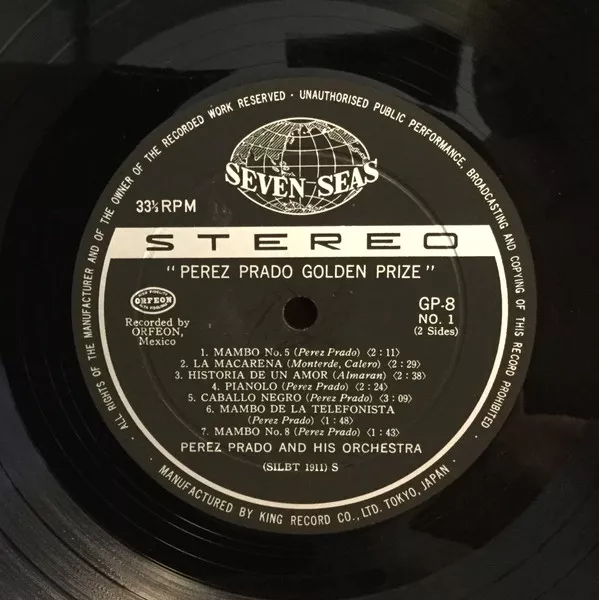 ALL RIGHTS OF THE MANUFACTURER AND OF THE OWNER OF THE RECORDED WORK RESERVED · UNAUTHORISED PUBLIC PERFORMANCE, BROADCASTING AND COPYING OF THIS RECORD PROHIBITED ·
SEVEN SEAS
33⅓ RPM
STEREO
"PEREZ PRADO GOLDEN PRIZE"
HIGH FIDELITY
ORFEON
ALTA FIDELIDAD
Recorded by
ORFEON,
Mexico
GP-8
NO. 1
(2 Sides)
1. MAMBO No. 5 (Perez Prado) (2:11)
2. LA MACARENA (Monterde, Calero) (2:29)
3. HISTORIA DE UN AMOR (Almaran) (2:38)
4. PIANOLO (Perez Prado) (2:24)
5. CABALLO NEGRO (Perez Prado) (3:09)
6. MAMBO DE LA TELEFONISTA
(Perez Prado) (1:48)
7. MAMBO No. 8 (Perez Prado) (1:43)
PEREZ PRADO AND HIS ORCHESTRA
(SILBT 1911) S
· MANUFACTURED BY KING RECORD CO., LTD. TOKYO, JAPAN ·